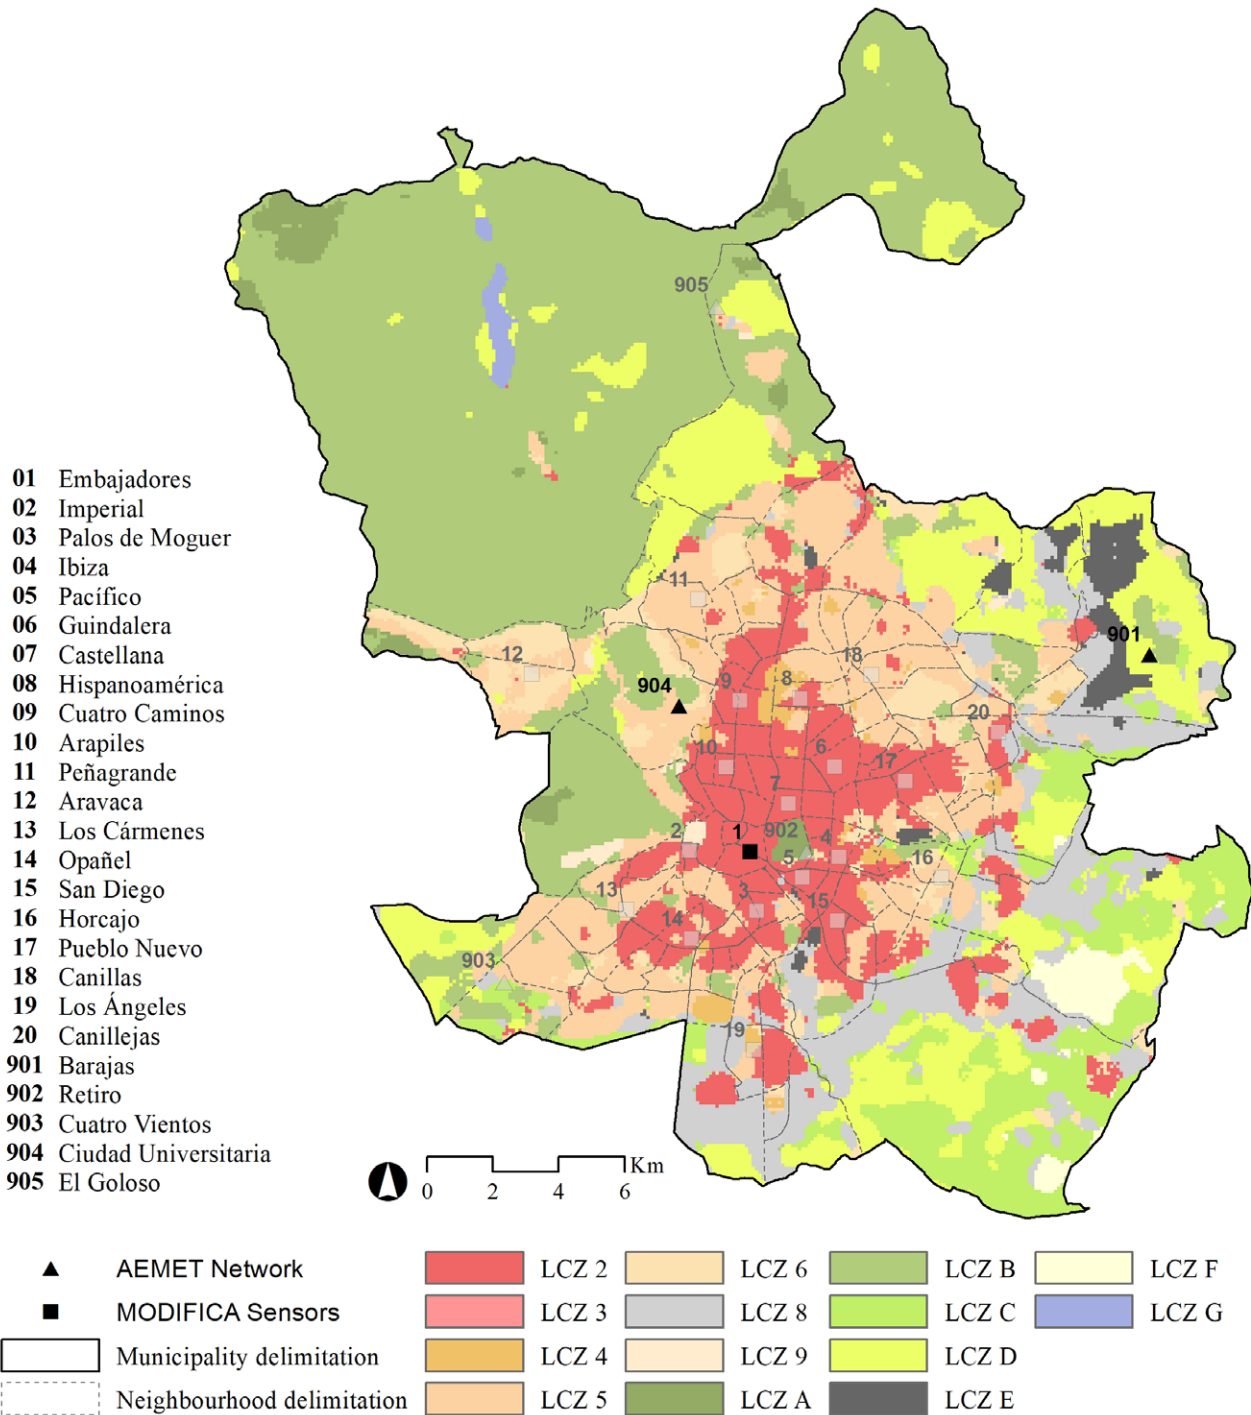 905
11
901
12
18
904
9
8
20
10
6
17
7
2
1
902
4
5
16
13
3
15
14
903
19
01 Embajadores
02 Imperial
03 Palos de Moguer
04 Ibiza
05 Pacífico
06 Guindalera
07 Castellana
08 Hispanoamérica
09 Cuatro Caminos
10 Arapiles
11 Peñagrande
12 Aravaca
13 Los Cármenes
14 Opañel
15 San Diego
16 Horcajo
17 Pueblo Nuevo
18 Canillas
19 Los Ángeles
20 Canillejas
901 Barajas
902 Retiro
903 Cuatro Vientos
904 Ciudad Universitaria
905 El Goloso
Km
0 2 4 6
AEMET Network
MODIFICA Sensors
Municipality delimitation
Neighbourhood delimitation
LCZ 2
LCZ 3
LCZ 4
LCZ 5
LCZ 6
LCZ 8
LCZ 9
LCZ A
LCZ B
LCZ C
LCZ D
LCZ E
LCZ F
LCZ G